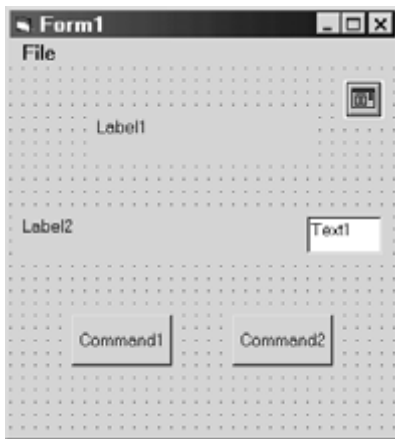 Form1
File
Label1
Label2
Text1
Command1
Command2